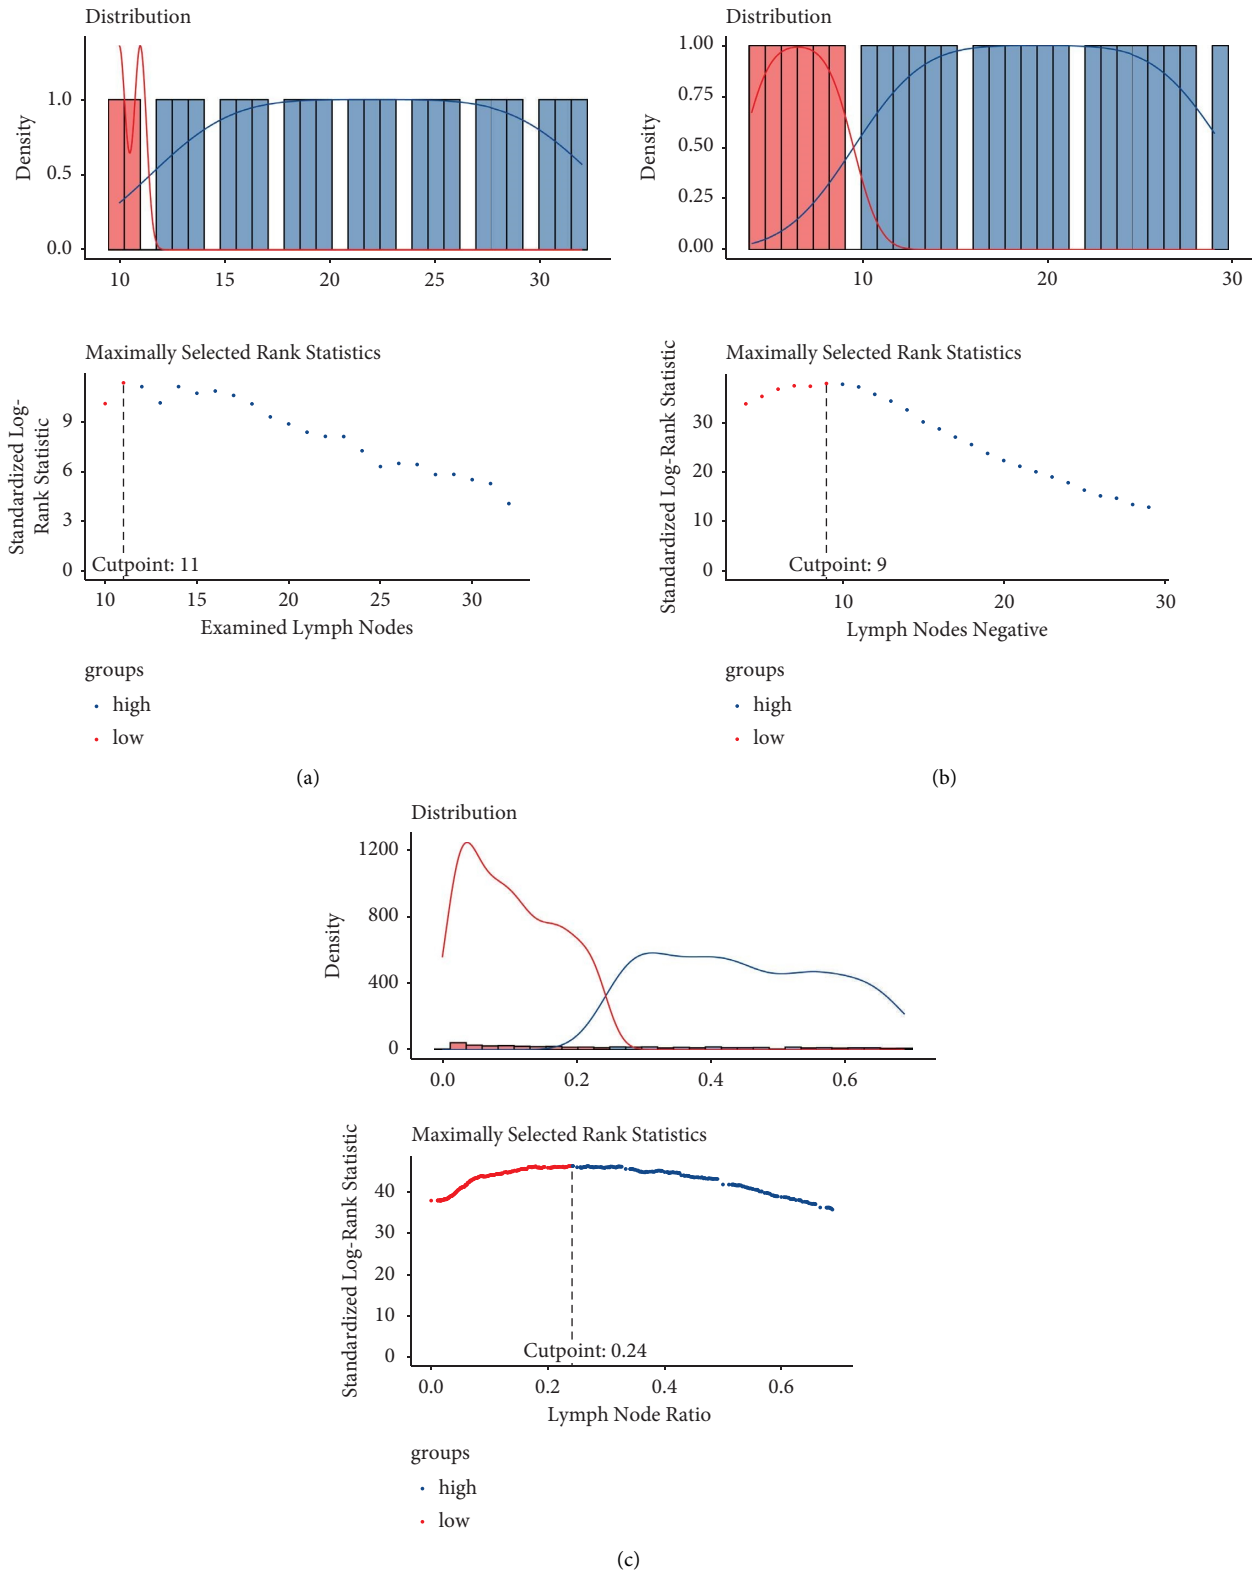 Distribution
Density
1.0
0.5
0.0
10 15 20 25 30
Maximally Selected Rank Statistics
Standardized Log-
Rank Statistic
9
6
3
0
Cutpoint: 11
10 15 20 25 30
Examined Lymph Nodes
groups
high
low
(a)
Distribution
Density
1.00
0.75
0.50
0.25
0.00
10 20 30
Maximally Selected Rank Statistics
Standardized Log-Rank Statistic
30
20
10
0
Cutpoint: 9
10 20 30
Lymph Nodes Negative
groups
high
low
(b)
Distribution
Density
1200
800
400
0
0.0 0.2 0.4 0.6
Maximally Selected Rank Statistics
Standardized Log-Rank Statistic
40
30
20
10
0
Cutpoint: 0.24
0.0 0.2 0.4 0.6
Lymph Node Ratio
groups
high
low
(c)